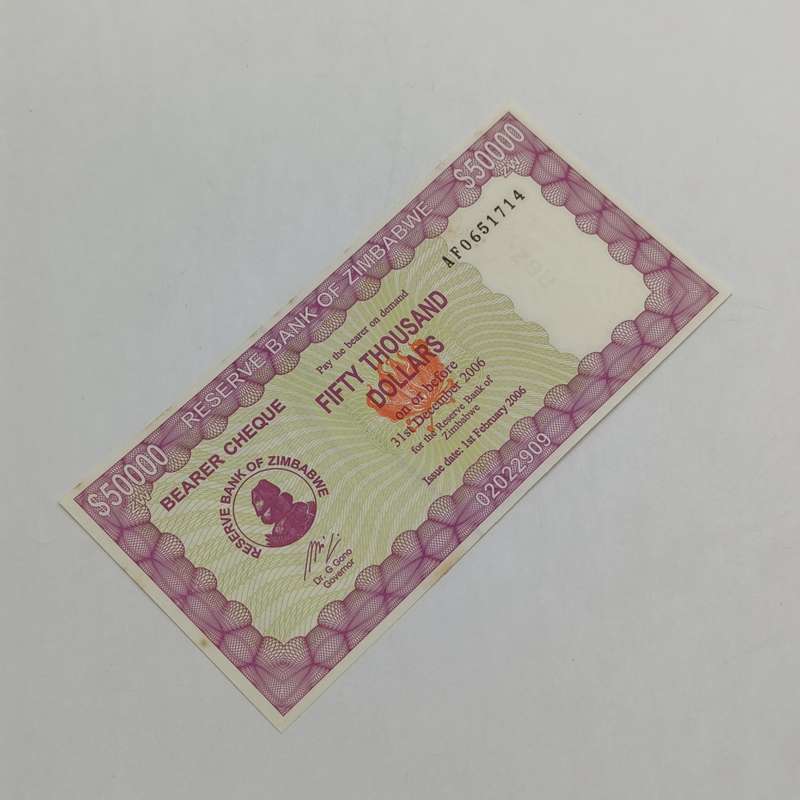 $50000
ZW
RESERVE BANK OF ZIMBABWE
$50000
ZW
BEARER CHEQUE
AF0651714
Pay the bearer on demand
FIFTY THOUSAND
DOLLARS
on or before
31st December 2006
for the Reserve Bank of
Zimbabwe
Issue date: 1st February 2006
RESERVE BANK OF ZIMBABWE
Dr. G Gono
Governor
02022909